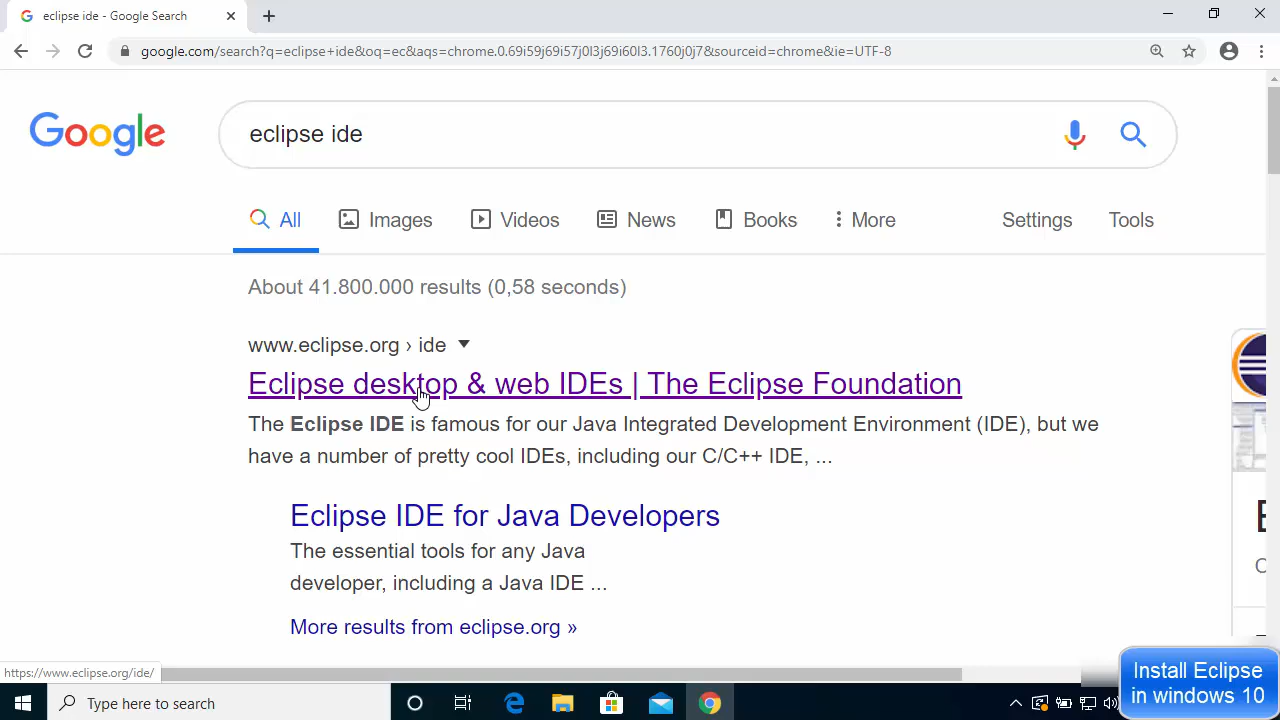 eclipse ide - Google Search
google.com/search?q=eclipse+ide&oq=ec&aqs=chrome.0.69i59j69i57j0l3j69i60l3.1760j0j7&sourceid=chrome&ie=UTF-8
Google
eclipse ide
All Images Videos News Books More Settings Tools
About 41.800.000 results (0,58 seconds)
www.eclipse.org › ide
Eclipse desktop & web IDEs | The Eclipse Foundation
The Eclipse IDE is famous for our Java Integrated Development Environment (IDE), but we
have a number of pretty cool IDEs, including our C/C++ IDE, ...
Eclipse IDE for Java Developers
The essential tools for any Java
developer, including a Java IDE ...
More results from eclipse.org »
https://www.eclipse.org/ide/
Install Eclipse
in windows 10
Type here to search